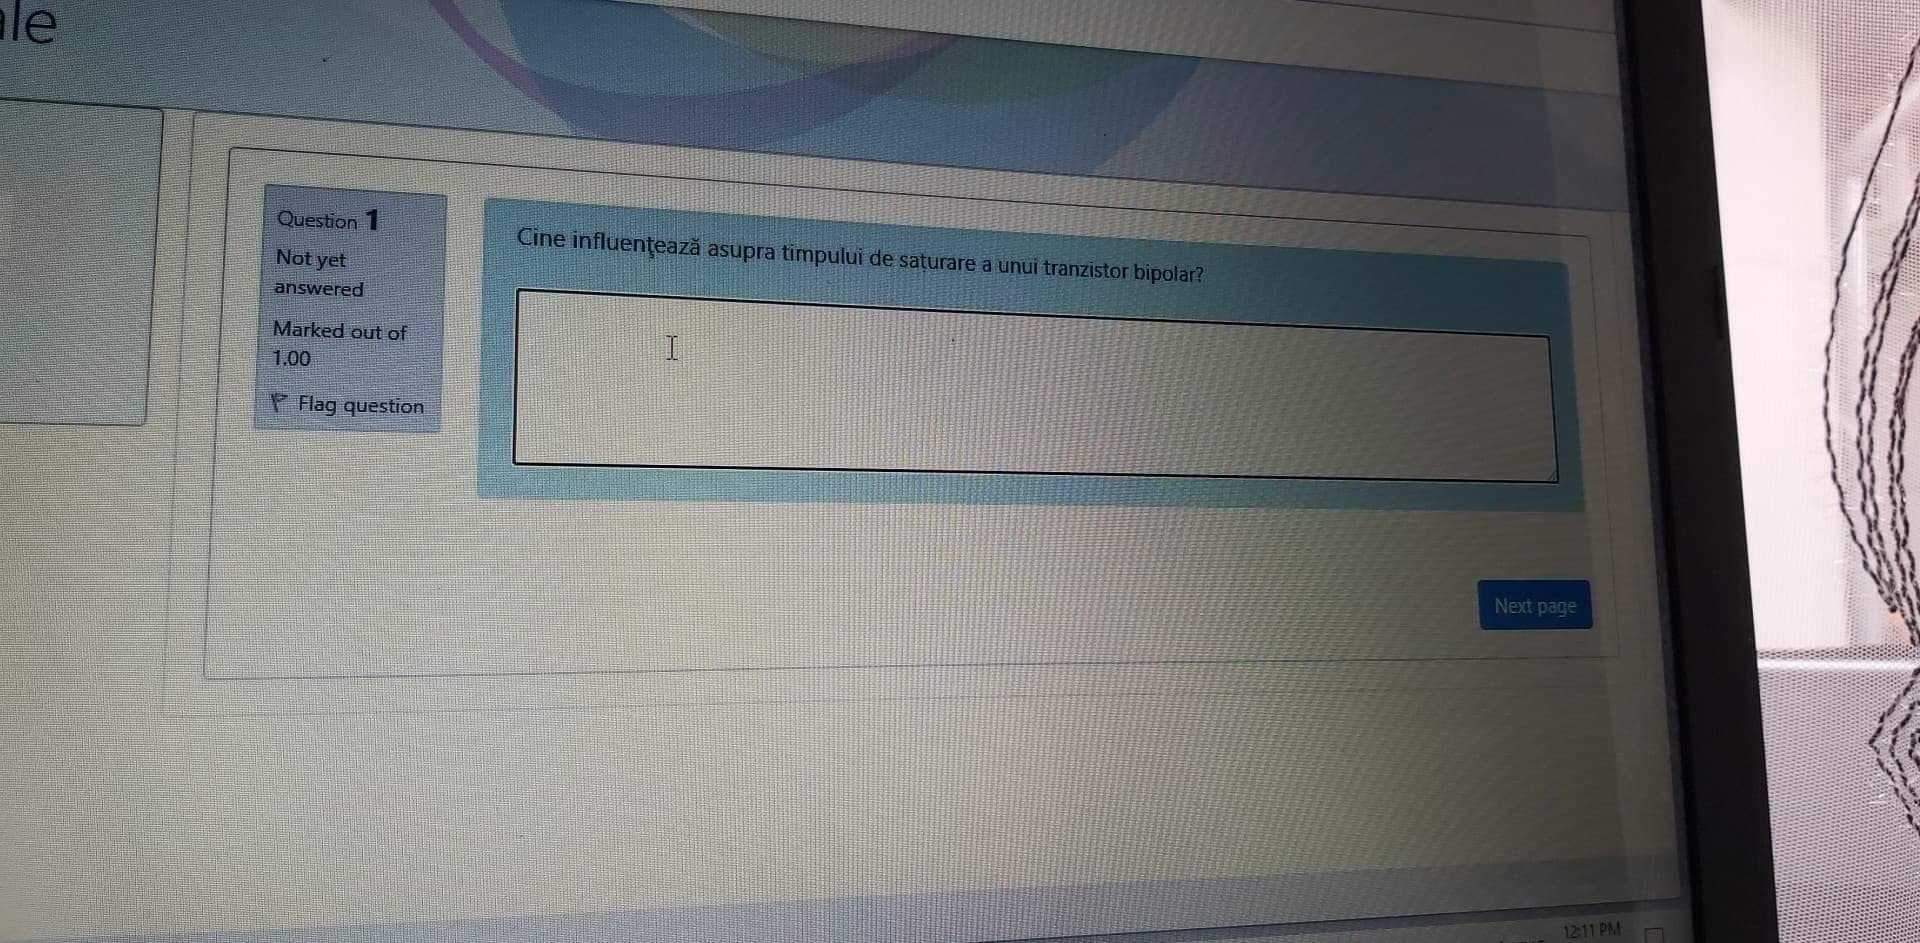 Question 1
Not yet
answered
Marked out of
1.00
Flag question
Cine influenţează asupra timpului de saturare a unui tranzistor bipolar?
Next page
12:11 PM